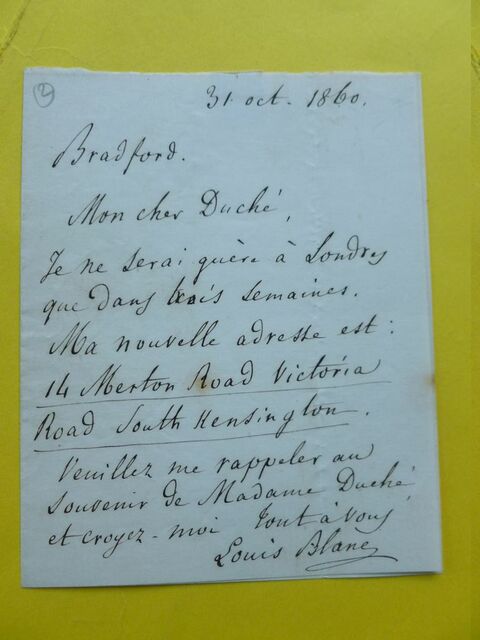 2
31 oct. 1860.
Bradford.
Mon cher Duché,
Je ne serai guère à Londres
que dans trois semaines.
Ma nouvelle adresse est :
14 Merton Road Victoria
Road South Kensington.
Veuillez me rappeler au
souvenir de Madame Duché
et croyez-moi tout à vous
Louis Blanc